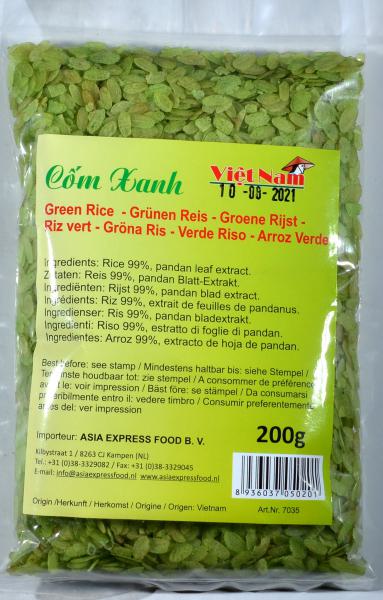 Cốm Xanh
Việt Nam
10-08-2021
Green Rice - Grünen Reis - Groene Rijst -
Riz vert - Gröna Ris - Verde Riso - Arroz Verde
Ingredients: Rice 99%, pandan leaf extract.
Zutaten: Reis 99%, pandan Blatt-Extrakt.
Ingrediënten: Rijst 99%, pandan blad extract.
Ingrédients: Riz 99%, extrait de feuilles de pandanus.
Ingredienser: Ris 99%, pandan bladextrakt.
Ingredienti: Riso 99%, estratto di foglie di pandan.
Ingredientes: Arroz 99%, extracto de hoja de pandan.
Best before: see stamp / Mindestens haltbar bis: siehe Stempel /
Tenminste houdbaar tot: zie stempel / A consommer de préférence
avant le: voir impression / Bäst före: se stämpel / Da consumarsi
preribilmente entro il: vedere timbro / Consumir preferentemente
antes del: ver impression
Importeur: ASIA EXPRESS FOOD B. V.
Kilbystraat 1 / 8263 CJ Kampen (NL)
Tel.: +31 (0)38-3329082 / Fax: +31 (0)38-3329045
E-mail: info@asiaexpressfood.nl www.asiaexpressfood.nl
200g
8 936037 050201
Origin /Herkunft / Herkomst / Origine / Origen: Vietnam
Art.Nr. 7035